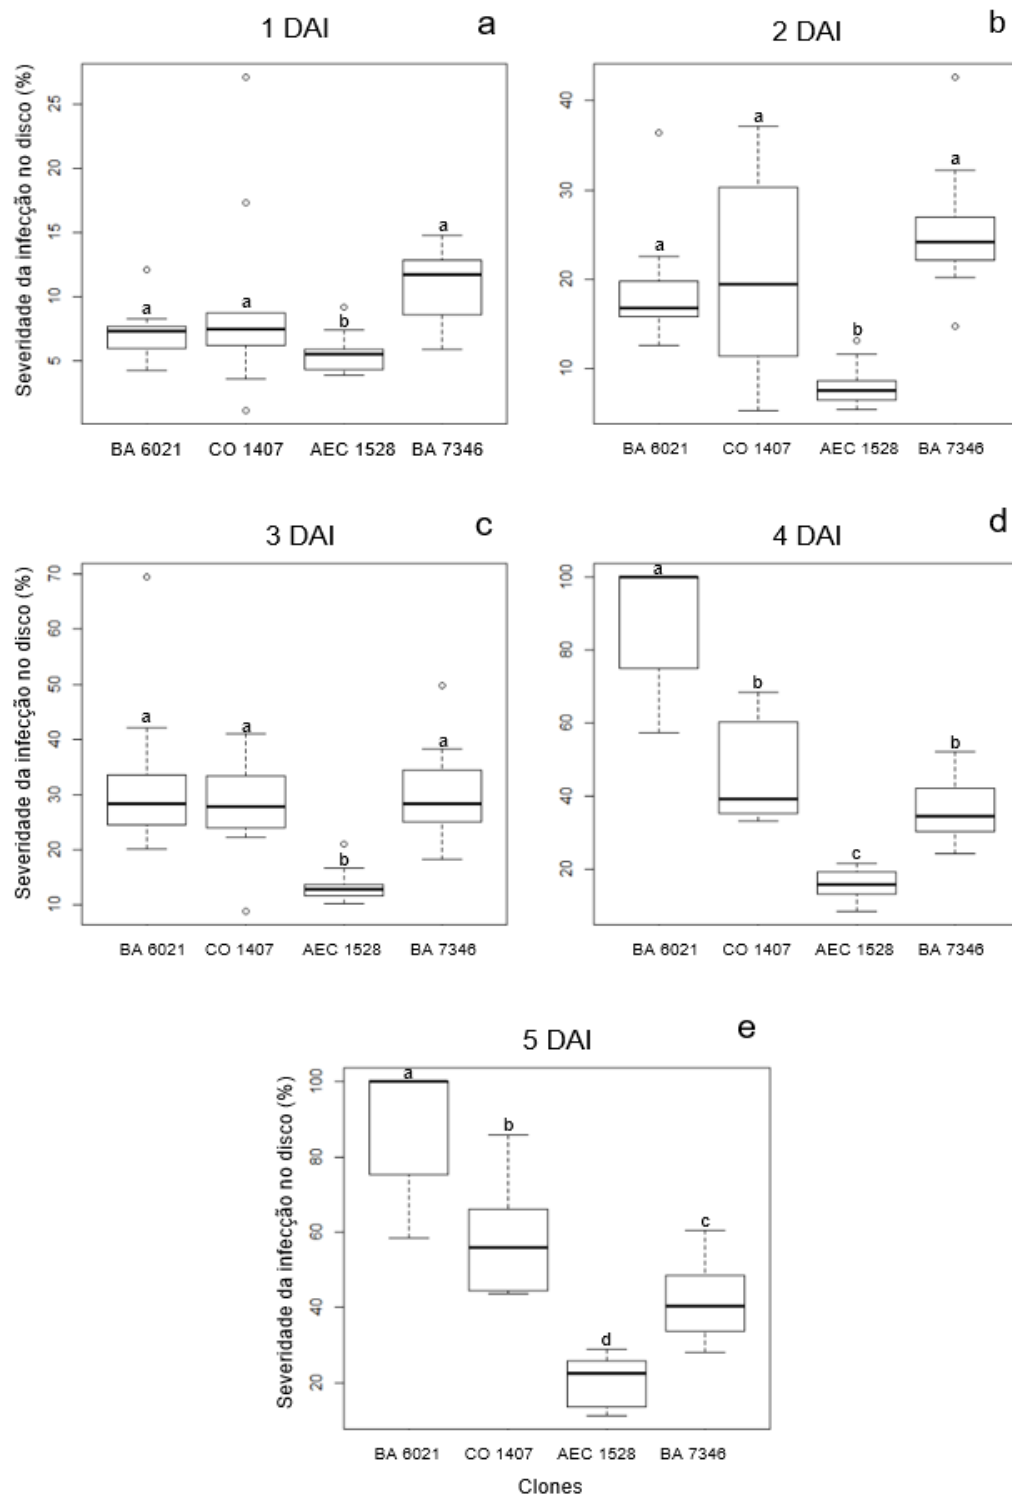 1 DAI
a
Severidade da infecção no disco (%)
25
20
15
10
5
a
a
b
a
BA 6021 CO 1407 AEC 1528 BA 7346
2 DAI
b
40
30
20
10
a
a
b
a
BA 6021 CO 1407 AEC 1528 BA 7346
3 DAI
c
Severidade da infecção no disco (%)
70
60
50
40
30
20
10
a
a
b
a
BA 6021 CO 1407 AEC 1528 BA 7346
4 DAI
d
100
80
60
40
20
a
b
c
b
BA 6021 CO 1407 AEC 1528 BA 7346
5 DAI
e
Severidade da infecção no disco (%)
100
80
60
40
20
a
b
d
c
BA 6021 CO 1407 AEC 1528 BA 7346
Clones